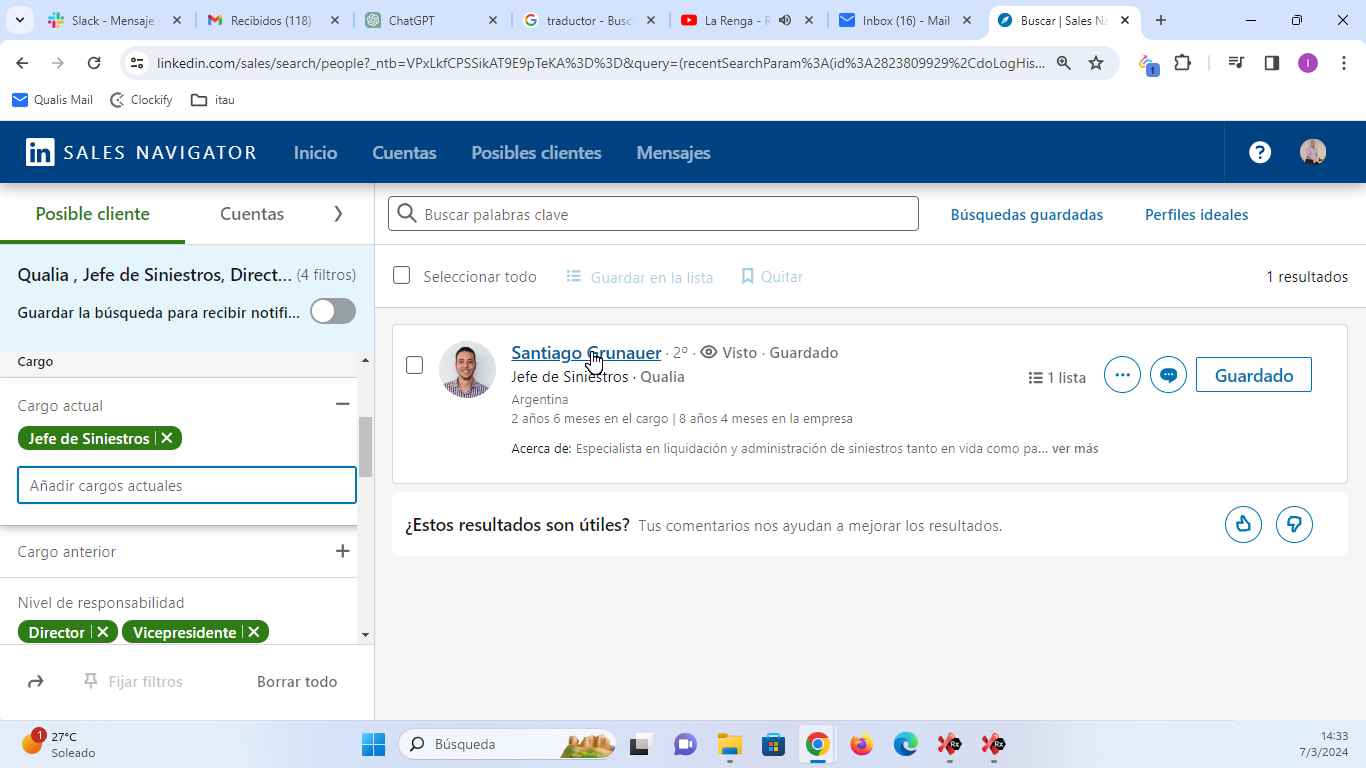 Slack - Mensaje
Recibidos (118)
ChatGPT
traductor - Busc
La Renga - R
Inbox (16) - Mail
Buscar | Sales Na
linkedin.com/sales/search/people?_ntb=VPxLkfCPSSikAT9E9pTeKA%3D%3D&query=(recentSearchParam%3A(id%3A2823809929%2CdoLogHis...
1
I
Qualis Mail
Clockify
itau
in SALES NAVIGATOR
Inicio
Cuentas
Posibles clientes
Mensajes
Posible cliente
Cuentas
Buscar palabras clave
Búsquedas guardadas
Perfiles ideales
Qualia , Jefe de Siniestros, Direct... (4 filtros)
Guardar la búsqueda para recibir notifi...
Seleccionar todo
Guardar en la lista
Quitar
1 resultados
Cargo
Cargo actual
Jefe de Siniestros
Añadir cargos actuales
Cargo anterior
Nivel de responsabilidad
Director
Vicepresidente
Fijar filtros
Borrar todo
Santiago Grunauer · 2º · Visto · Guardado
Jefe de Siniestros · Qualia
Argentina
2 años 6 meses en el cargo | 8 años 4 meses en la empresa
Acerca de: Especialista en liquidación y administración de siniestros tanto en vida como pa... ver más
1 lista
Guardado
¿Estos resultados son útiles? Tus comentarios nos ayudan a mejorar los resultados.
1
27°C
Soleado
Búsqueda
Rx
Rx
14:33
7/3/2024